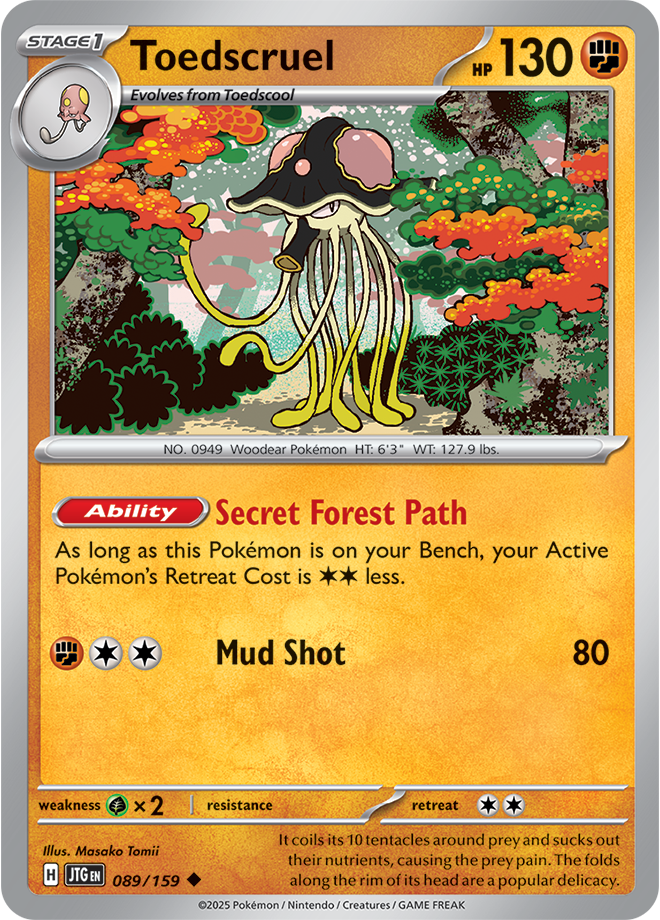 STAGE1
Toedscruel
HP 130
Evolves from Toedscool
NO. 0949 Woodear Pokémon HT: 6'3" WT: 127.9 lbs.
Ability Secret Forest Path
As long as this Pokémon is on your Bench, your Active
Pokémon's Retreat Cost is ✶✶ less.
Mud Shot 80
weakness ×2 resistance retreat
Illus. Masako Tomii
H JTG EN 089/159 ◆
It coils its 10 tentacles around prey and sucks out
their nutrients, causing the prey pain. The folds
along the rim of its head are a popular delicacy.
©2025 Pokémon / Nintendo / Creatures / GAME FREAK